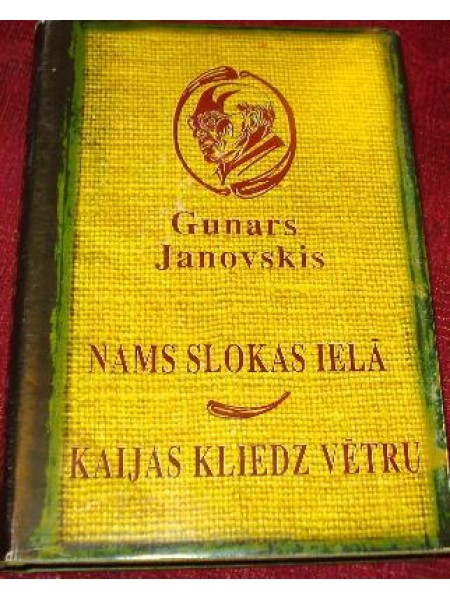 Gunars
Janovskis
NAMS SLOKAS IELĀ
KAIJAS KLIEDZ VĒTRU